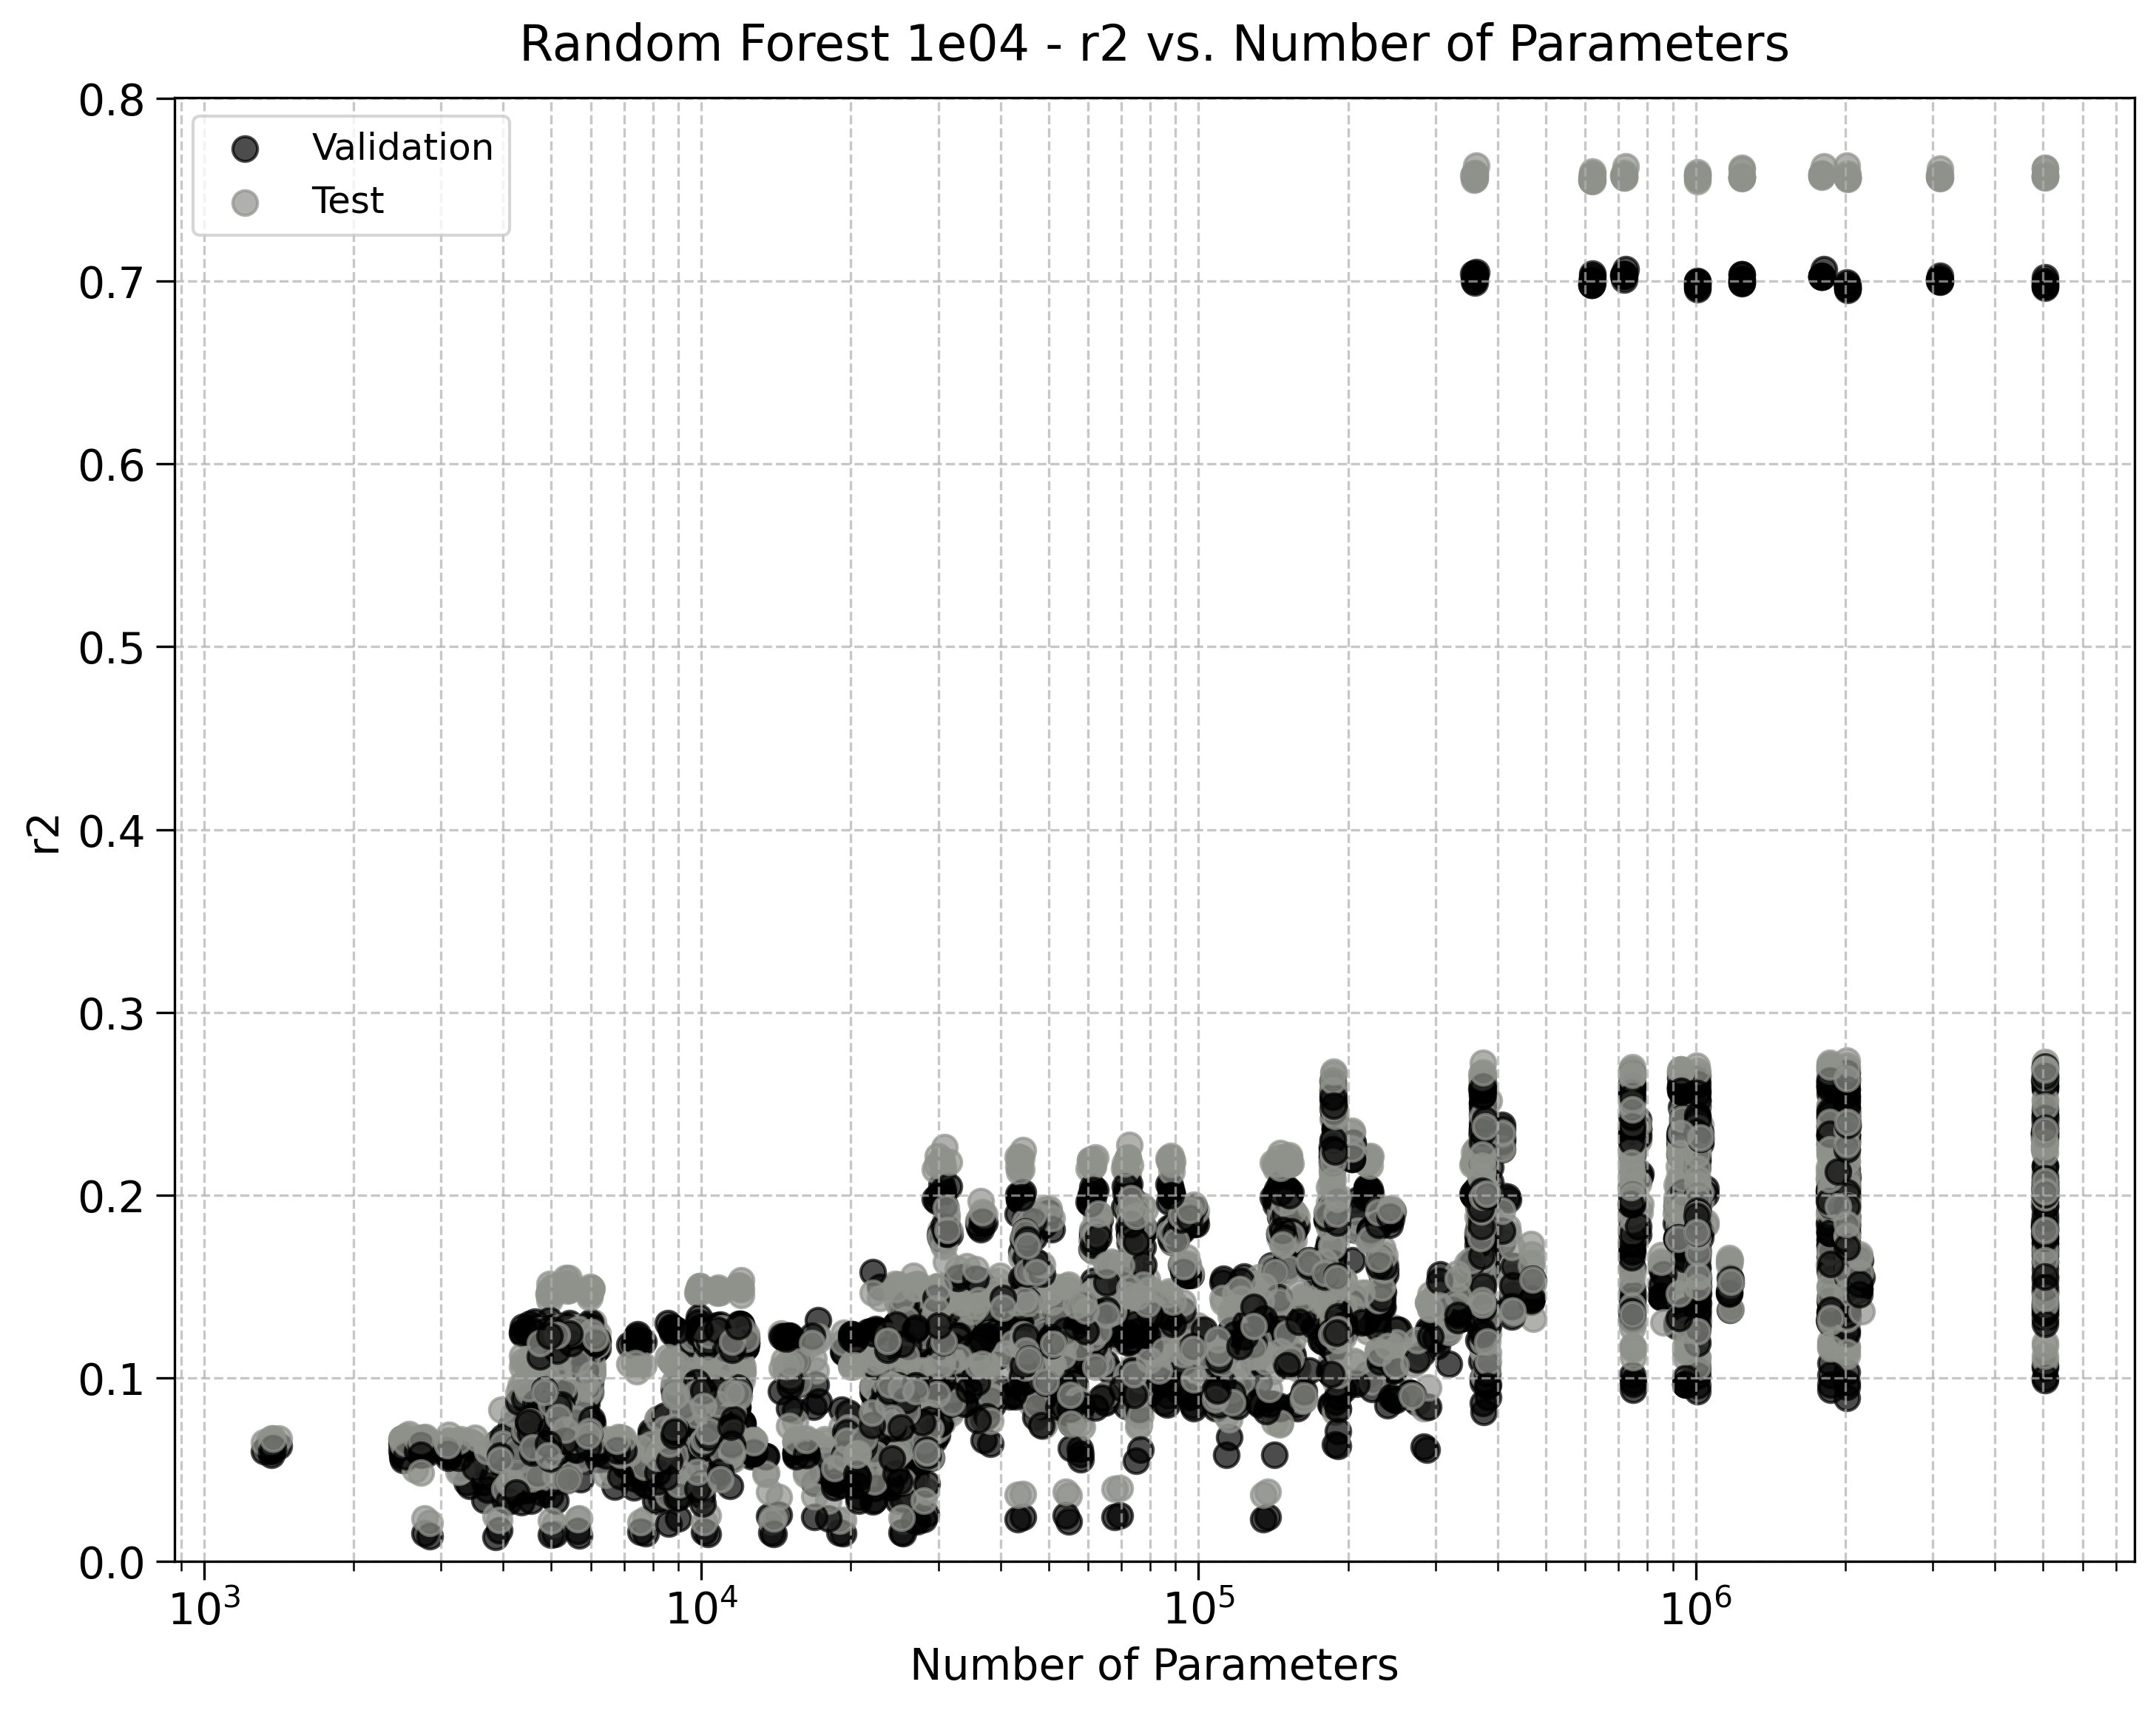 Random Forest 1e04 - r2 vs. Number of Parameters
Validation
Test
0.8
0.7
0.6
0.5
0.4
0.3
0.2
0.1
0.0
r2
10³ 10⁴ 10⁵ 10⁶
Number of Parameters